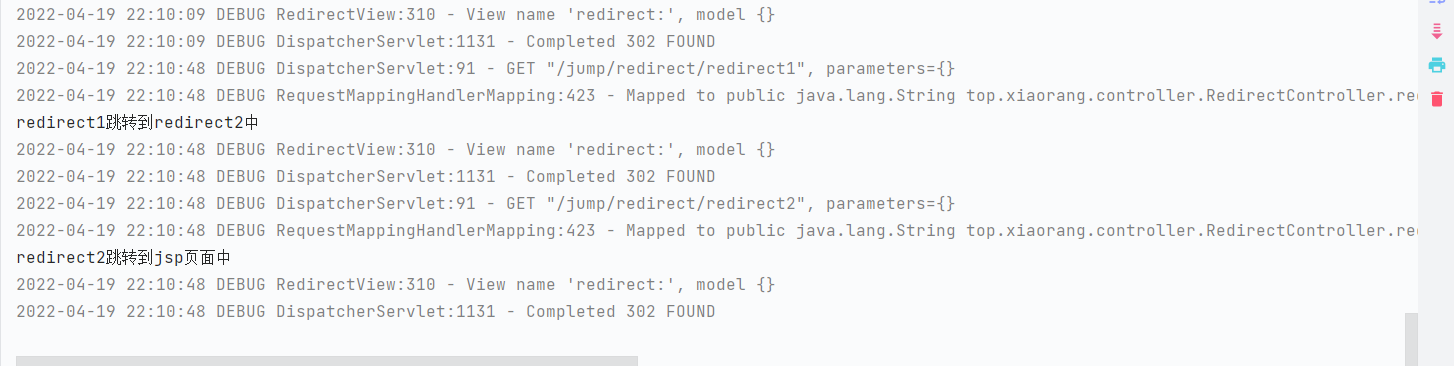 2022-04-19 22:10:09 DEBUG RedirectView:310 - View name 'redirect:', model {}
2022-04-19 22:10:09 DEBUG DispatcherServlet:1131 - Completed 302 FOUND
2022-04-19 22:10:48 DEBUG DispatcherServlet:91 - GET "/jump/redirect/redirect1", parameters={}
2022-04-19 22:10:48 DEBUG RequestMappingHandlerMapping:423 - Mapped to public java.lang.String top.xiaorang.controller.RedirectController.re
redirect1跳转到redirect2中
2022-04-19 22:10:48 DEBUG RedirectView:310 - View name 'redirect:', model {}
2022-04-19 22:10:48 DEBUG DispatcherServlet:1131 - Completed 302 FOUND
2022-04-19 22:10:48 DEBUG DispatcherServlet:91 - GET "/jump/redirect/redirect2", parameters={}
2022-04-19 22:10:48 DEBUG RequestMappingHandlerMapping:423 - Mapped to public java.lang.String top.xiaorang.controller.RedirectController.re
redirect2跳转到jsp页面中
2022-04-19 22:10:48 DEBUG RedirectView:310 - View name 'redirect:', model {}
2022-04-19 22:10:48 DEBUG DispatcherServlet:1131 - Completed 302 FOUND